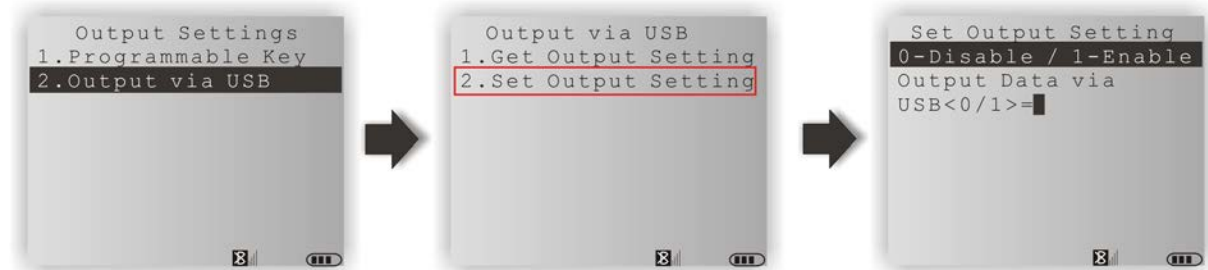 Output Settings
1.Programmable Key
2.Output via USB
Output via USB
1.Get Output Setting
2.Set Output Setting
Set Output Setting
0-Disable / 1-Enable
Output Data via
USB<0/1>=